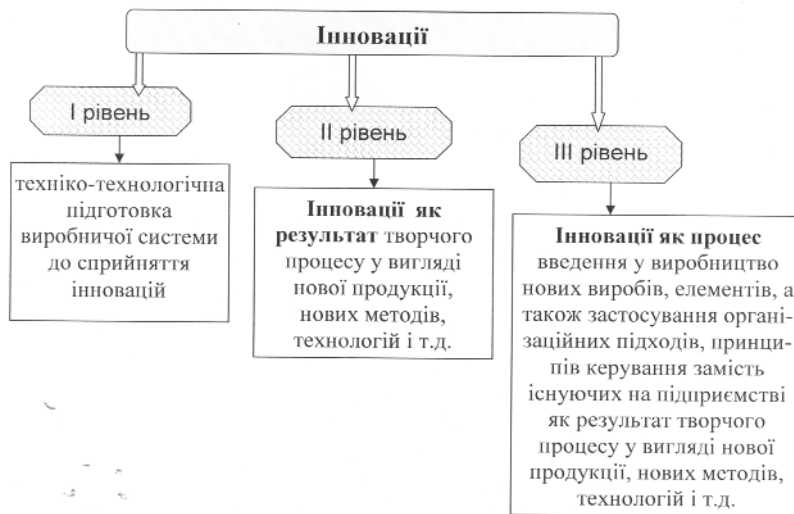 Інновації
І рівень
техніко-технологічна
підготовка
виробничої системи
до сприйняття
інновацій
ІІ рівень
Інновації як
результат творчого
процесу у вигляді
нової продукції,
нових методів,
технологій і т.д.
ІІІ рівень
Інновації як процес
введення у виробництво
нових виробів, елементів, а
також застосування органі-
заційних підходів, принци-
пів керування замість
існуючих на підприємстві
як результат творчого
процесу у вигляді нової
продукції, нових методів,
технологій і т.д.